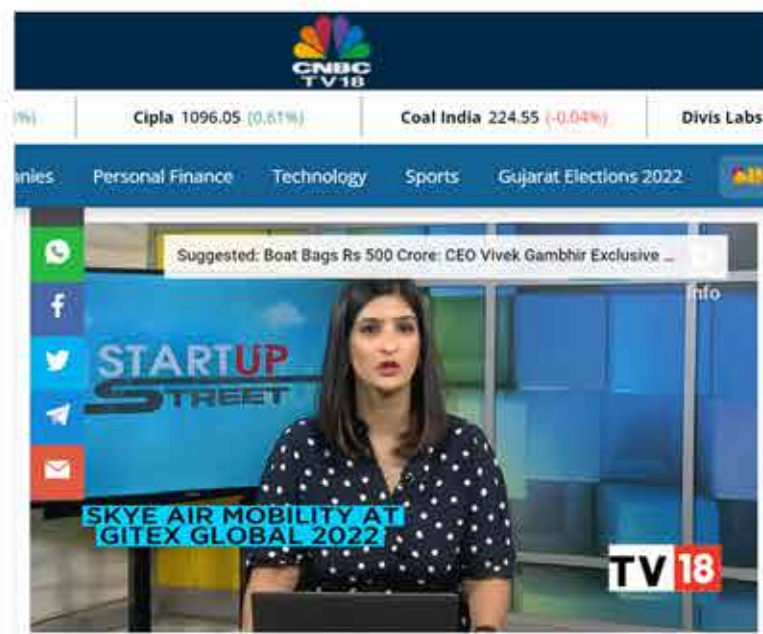 CNBC
TV18
Cipla 1096.05 (0.61%)
Coal India 224.55 (-0.04%)
Divis Labs
Personal Finance
Technology
Sports
Gujarat Elections 2022
Suggested: Boat Bags Rs 500 Crore: CEO Vivek Gambhir Exclusive ...
Info
STARTUP
STREET
SKYE AIR MOBILITY AT
GITEX GLOBAL 2022
TV18